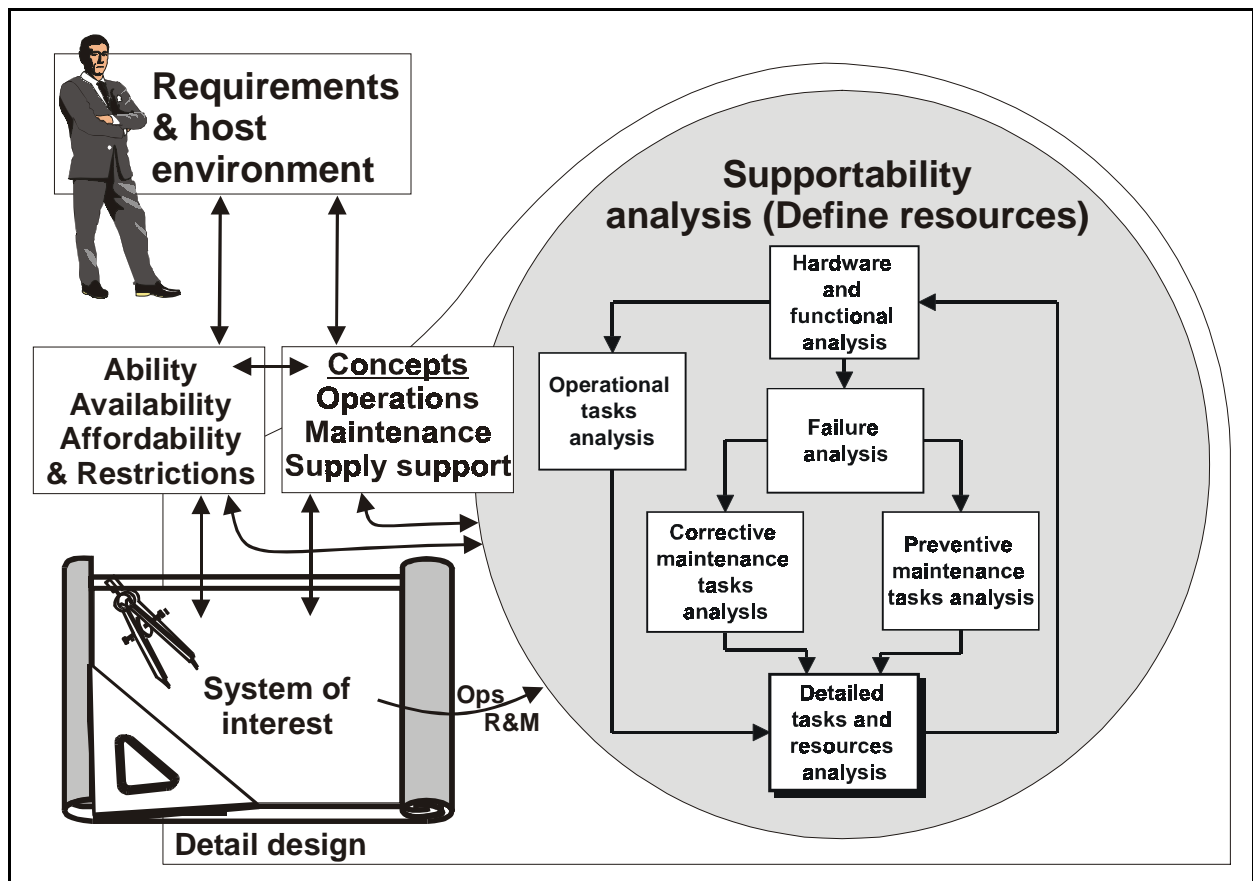 Requirements
& host
environment
Ability
Availability
Affordability
& Restrictions
Concepts
Operations
Maintenance
Supply support
System of
interest
Ops
R&M
Detail design
Supportability
analysis (Define resources)
Hardware
and
functional
analysis
Operational
tasks
analysis
Failure
analysis
Corrective
maintenance
tasks
analysis
Preventive
maintenance
tasks analysis
Detailed
tasks and
resources
analysis